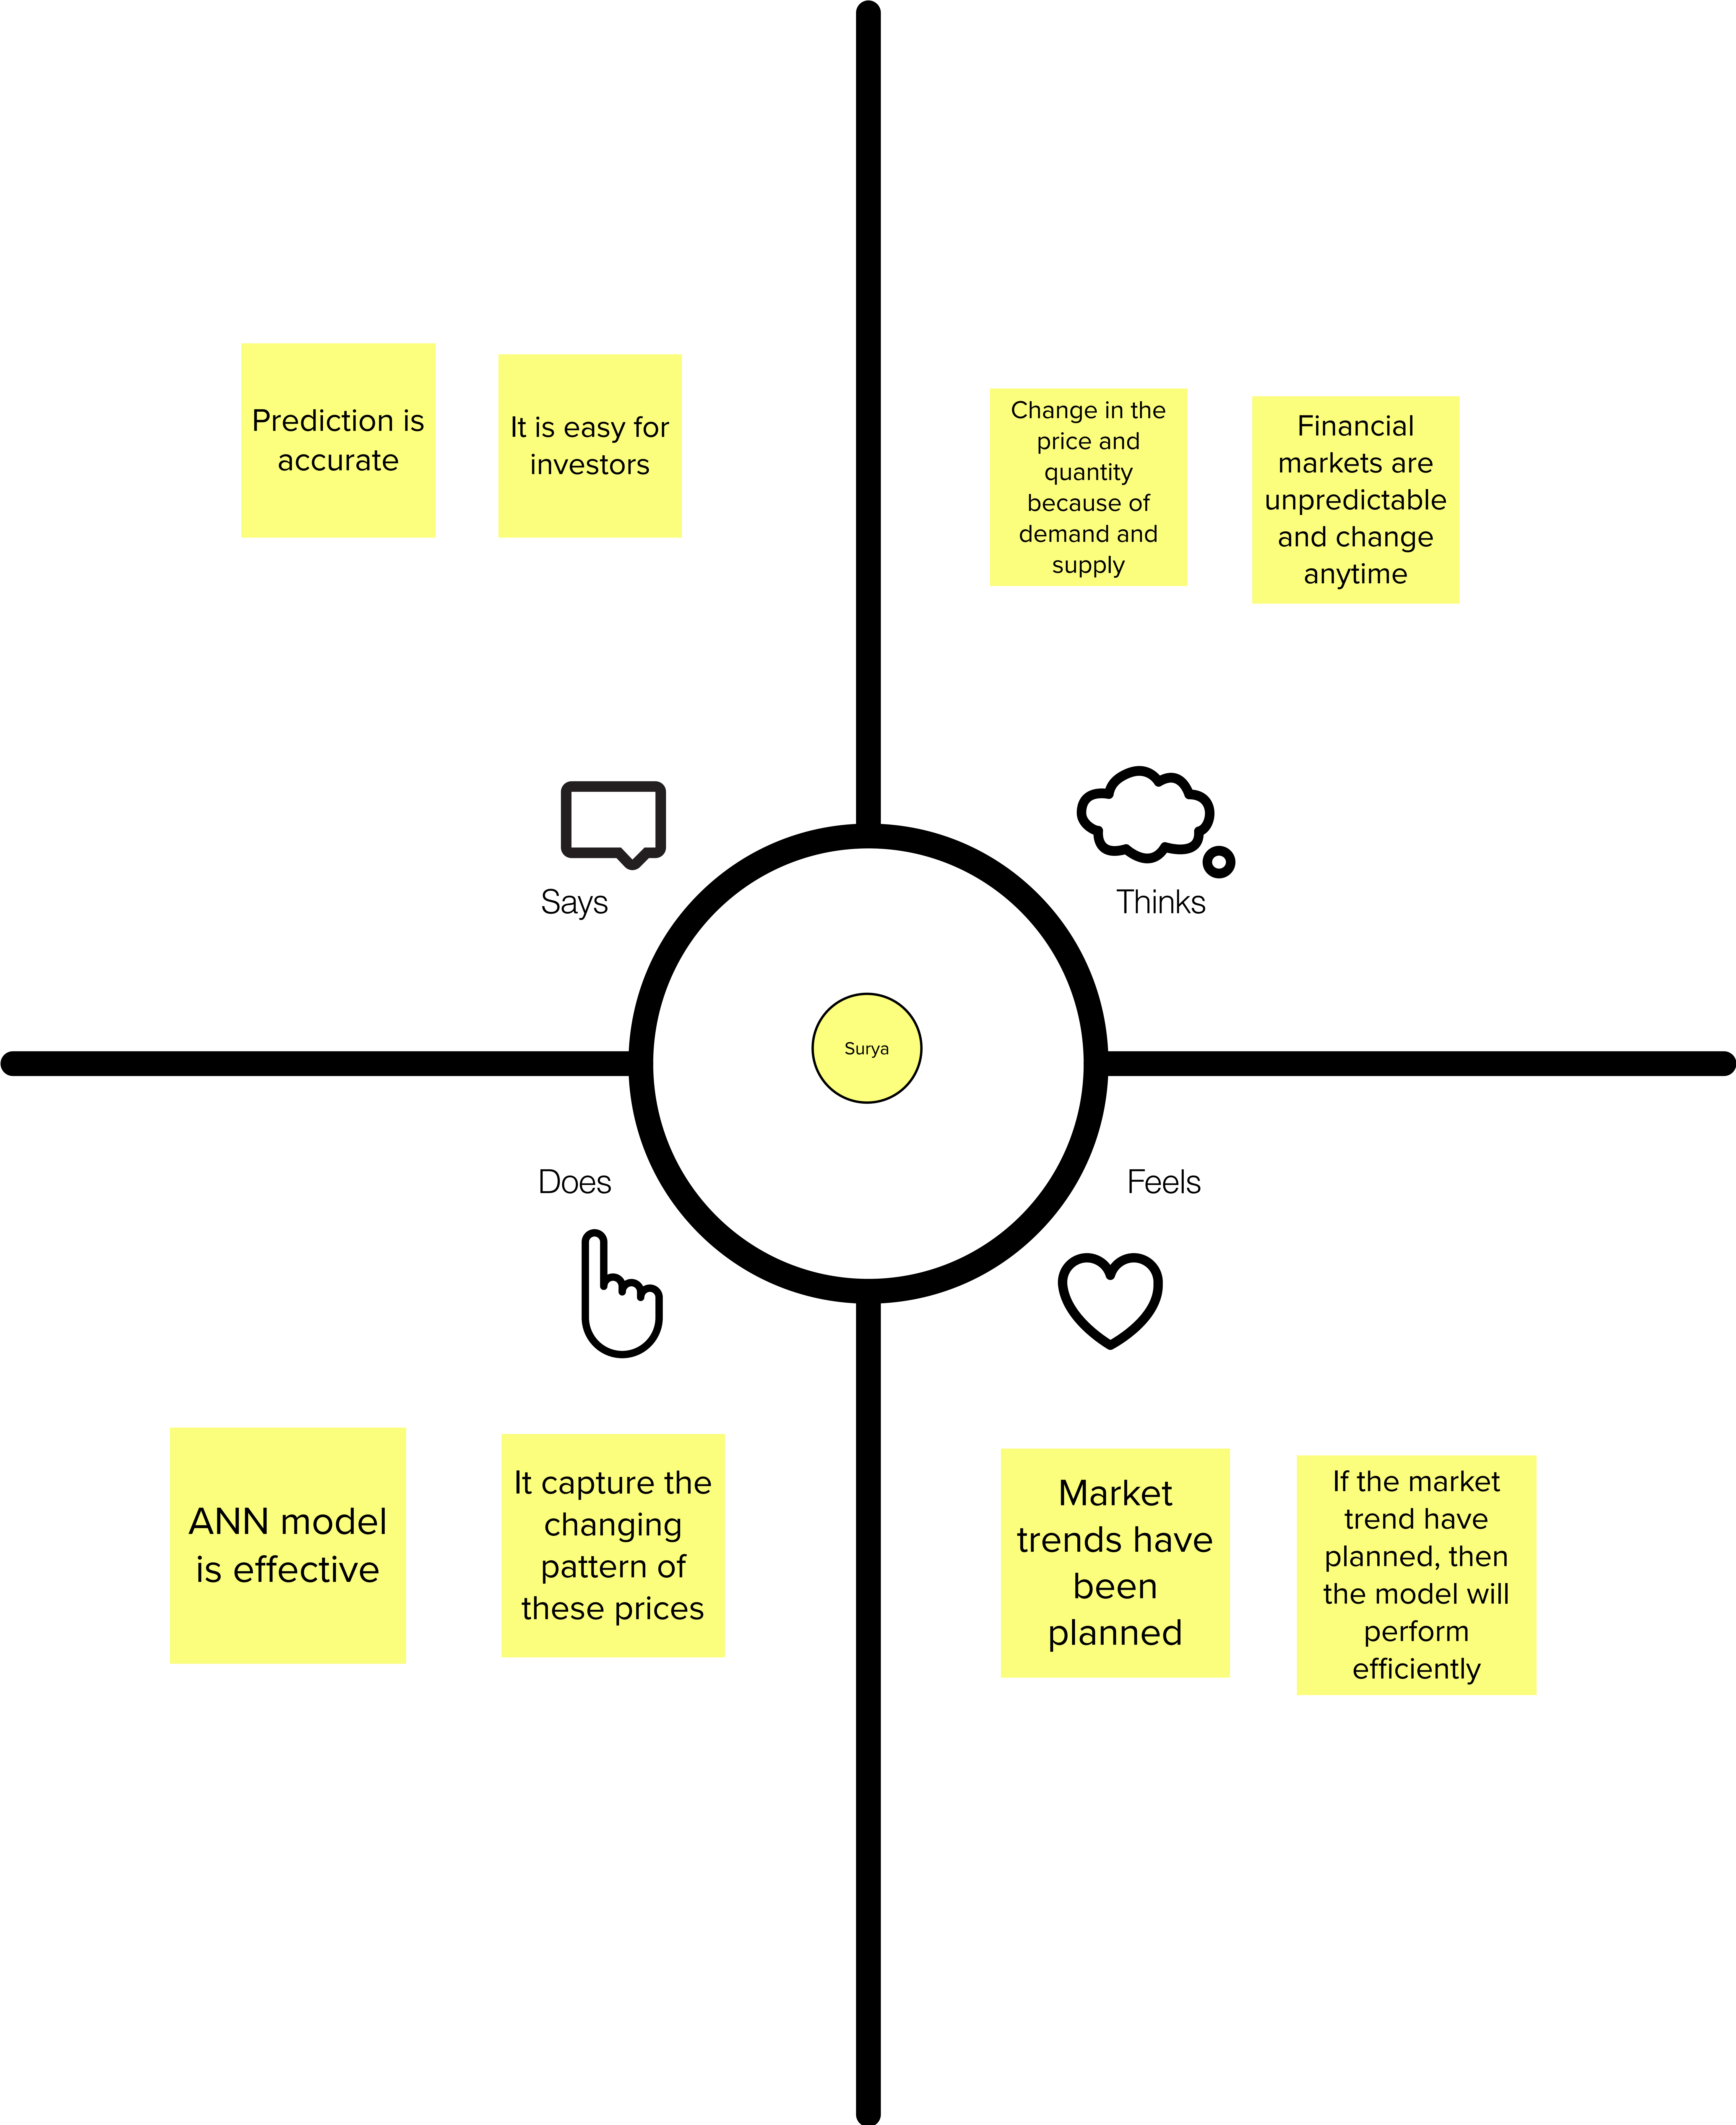 Prediction is
accurate
It is easy for
investors
Change in the
price and
quantity
because of
demand and
supply
Financial
markets are
unpredictable
and change
anytime
Says
Thinks
Surya
Does
Feels
ANN model
is effective
It capture the
changing
pattern of
these prices
Market
trends have
been
planned
If the market
trend have
planned, then
the model will
perform
efficiently